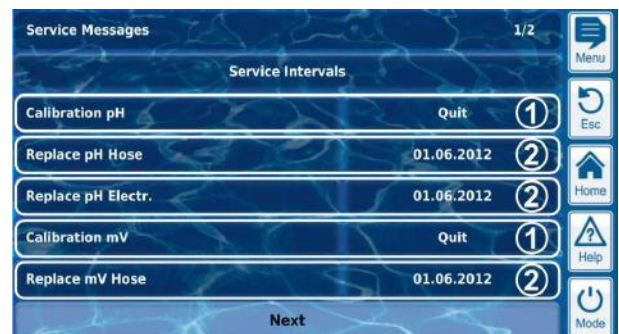 Service Messages 1/2
Service Intervals
Calibration pH Quit 1
Replace pH Hose 01.06.2012 2
Replace pH Electr. 01.06.2012 2
Calibration mV Quit 1
Replace mV Hose 01.06.2012 2
Next
Menu
Esc
Home
Help
Mode